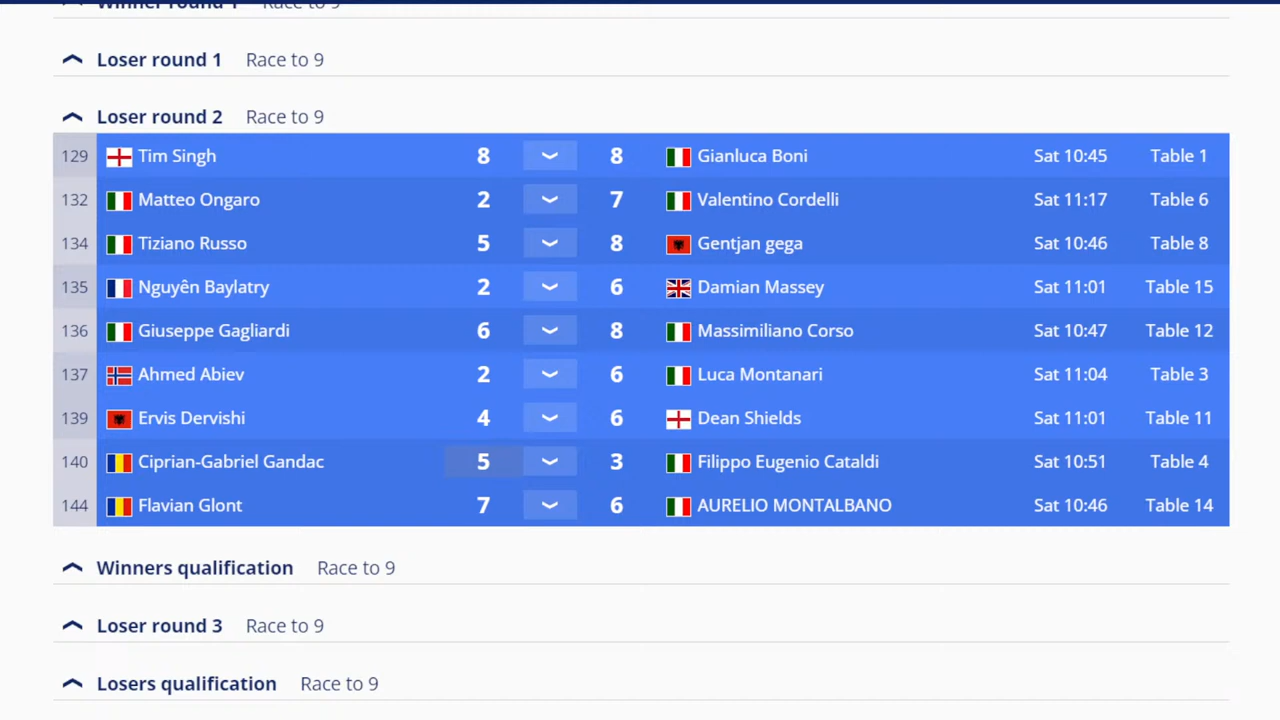 Winner round 1 Race to 9
Loser round 1 Race to 9
Loser round 2 Race to 9
129 Tim Singh 8 8 Gianluca Boni Sat 10:45 Table 1
132 Matteo Ongaro 2 7 Valentino Cordelli Sat 11:17 Table 6
134 Tiziano Russo 5 8 Gentjan gega Sat 10:46 Table 8
135 Nguyên Baylatry 2 6 Damian Massey Sat 11:01 Table 15
136 Giuseppe Gagliardi 6 8 Massimiliano Corso Sat 10:47 Table 12
137 Ahmed Abiev 2 6 Luca Montanari Sat 11:04 Table 3
139 Ervis Dervishi 4 6 Dean Shields Sat 11:01 Table 11
140 Ciprian-Gabriel Gandac 5 3 Filippo Eugenio Cataldi Sat 10:51 Table 4
144 Flavian Glont 7 6 AURELIO MONTALBANO Sat 10:46 Table 14
Winners qualification Race to 9
Loser round 3 Race to 9
Losers qualification Race to 9